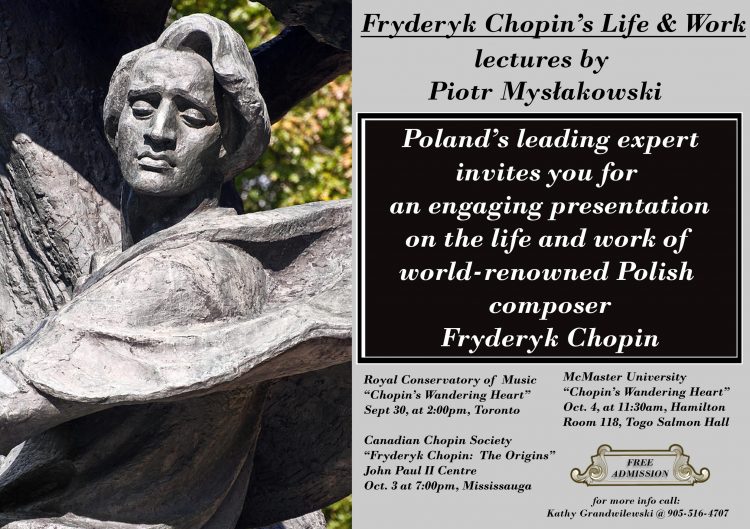 Fryderyk Chopin's Life & Work
lectures by
Piotr Mysłakowski
Poland's leading expert
invites you for
an engaging presentation
on the life and work of
world-renowned Polish
composer
Fryderyk Chopin
Royal Conservatory of Music
“Chopin's Wandering Heart”
Sept 30, at 2:00pm, Toronto
Canadian Chopin Society
“Fryderyk Chopin: The Origins”
John Paul II Centre
Oct. 3 at 7:00pm, Mississauga
McMaster University
“Chopin's Wandering Heart”
Oct. 4, at 11:30am, Hamilton
Room 118, Togo Salmon Hall
FREE
ADMISSION
for more info call:
Kathy Grandwilewski @ 905-516-4707